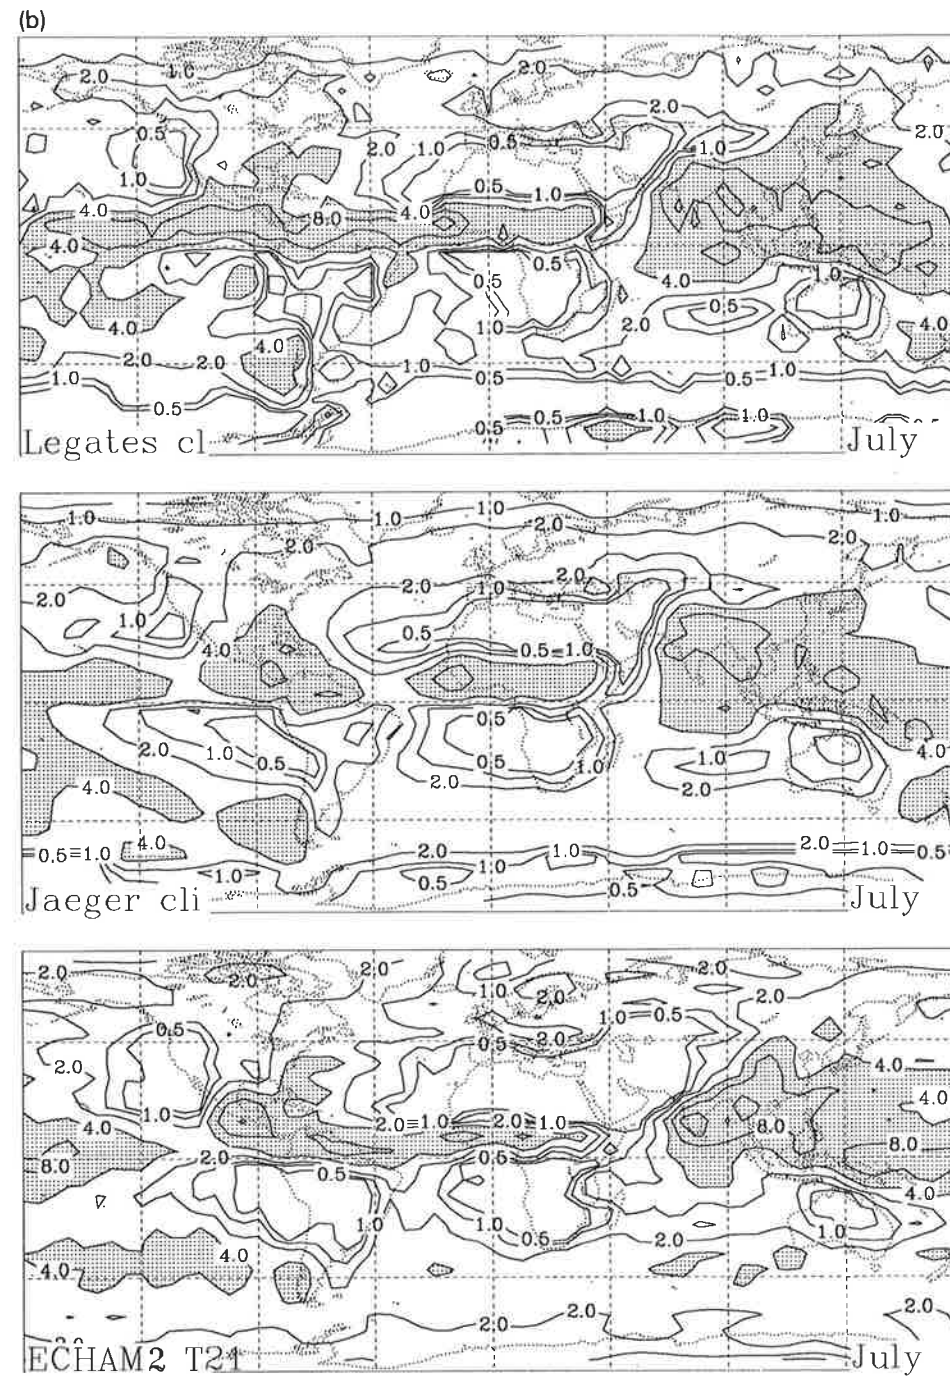 (b)
2.0 1.0 2.0
2.0 2.0
0.5 0.5 2.0
2.0 1.0 1.0
1.0 0.5 1.0
4.0 8.0 4.0
4.0 0.5
0.5 4.0 1.0
4.0 1.0 0.5
4.0 2.0
2.0 2.0 1.0 1.0
1.0 0.5 0.5
0.5 0.5 1.0 1.0
0.5
Legates cl July
1.0 1.0 1.0
1.0 2.0
2.0 2.0
2.0 2.0 1.0
1.0 0.5
4.0 0.5≡1.0
0.5
2.0 1.0 4.0
4.0 0.5 0.5 1.0 1.0
2.0 2.0
4.0
0.5≡1.0 4.0 2.0 1.0 2.0 1.0 0.5
1.0 1.0
0.5 0.5
Jaeger cli July
2.0 2.0 2.0
1.0 2.0 2.0
0.5 1.0 0.5
0.5 2.0
2.0 2.0 4.0
1.0 4.0
4.0 2.0≡1.0 2.0 1.0 8.0
8.0 2.0 0.5 8.0
0.5 4.0
1.0 1.0 1.0
4.0 4.0 0.5 2.0
2.0 2.0 2.0
2.0
ECHAM2 T21 July